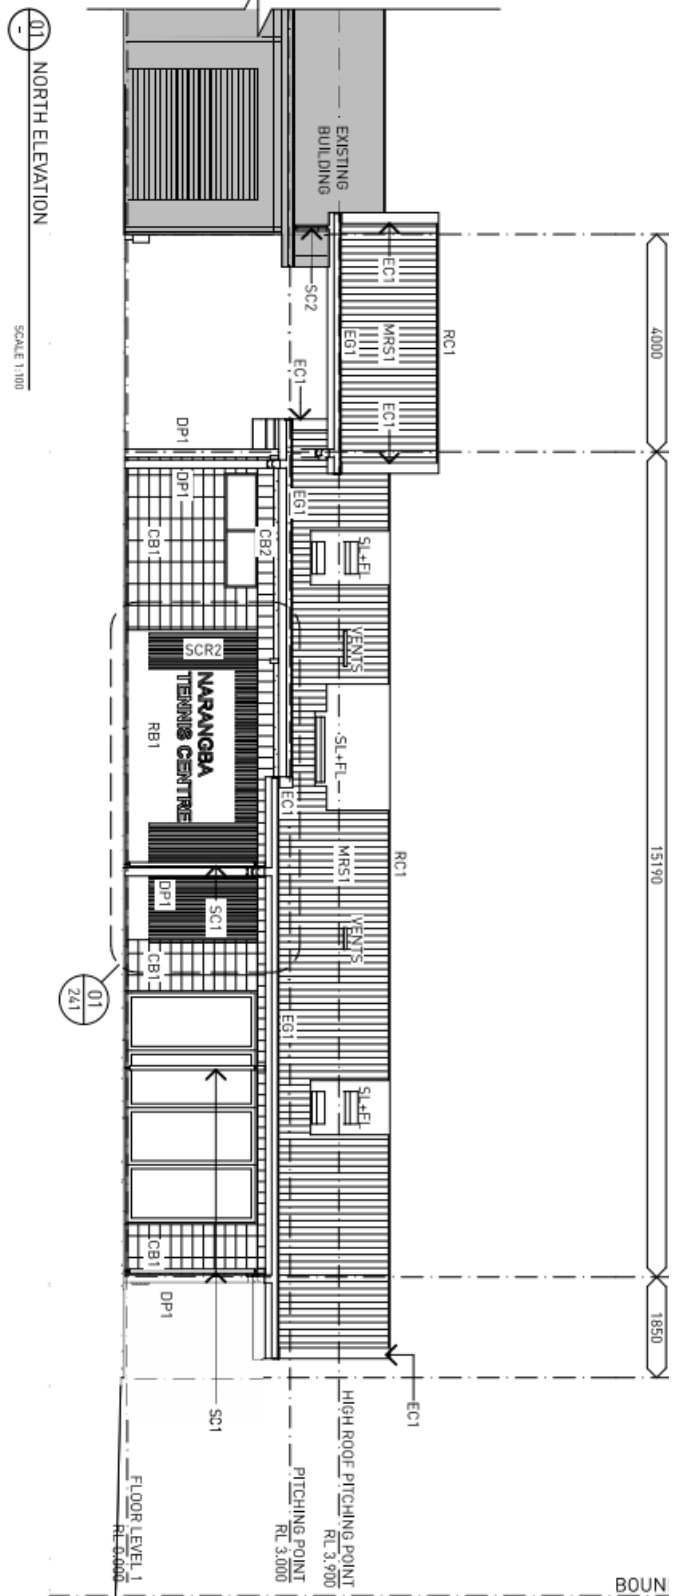 4000
15190
1850
RC1
EC1
MRS1
EC1
EG1
EXISTING
BUILDING
SC2
EC1
RC1
EC1
SL+FL
VENTS
SL+FL
MRS1
VENTS
SL+FL
HIGH ROOF PITCHING POINT
RL 3.900
EG1
EC1
EG1
PITCHING POINT
RL 3.000
CB2
SCR2
NARANGBA
TENNIS CENTRE
SC1
SC1
DP1
DP1
CB1
RB1
DP1
CB1
CB1
DP1
FLOOR LEVEL 1
RL 0.000
01
241
01
-
NORTH ELEVATION
SCALE 1:100